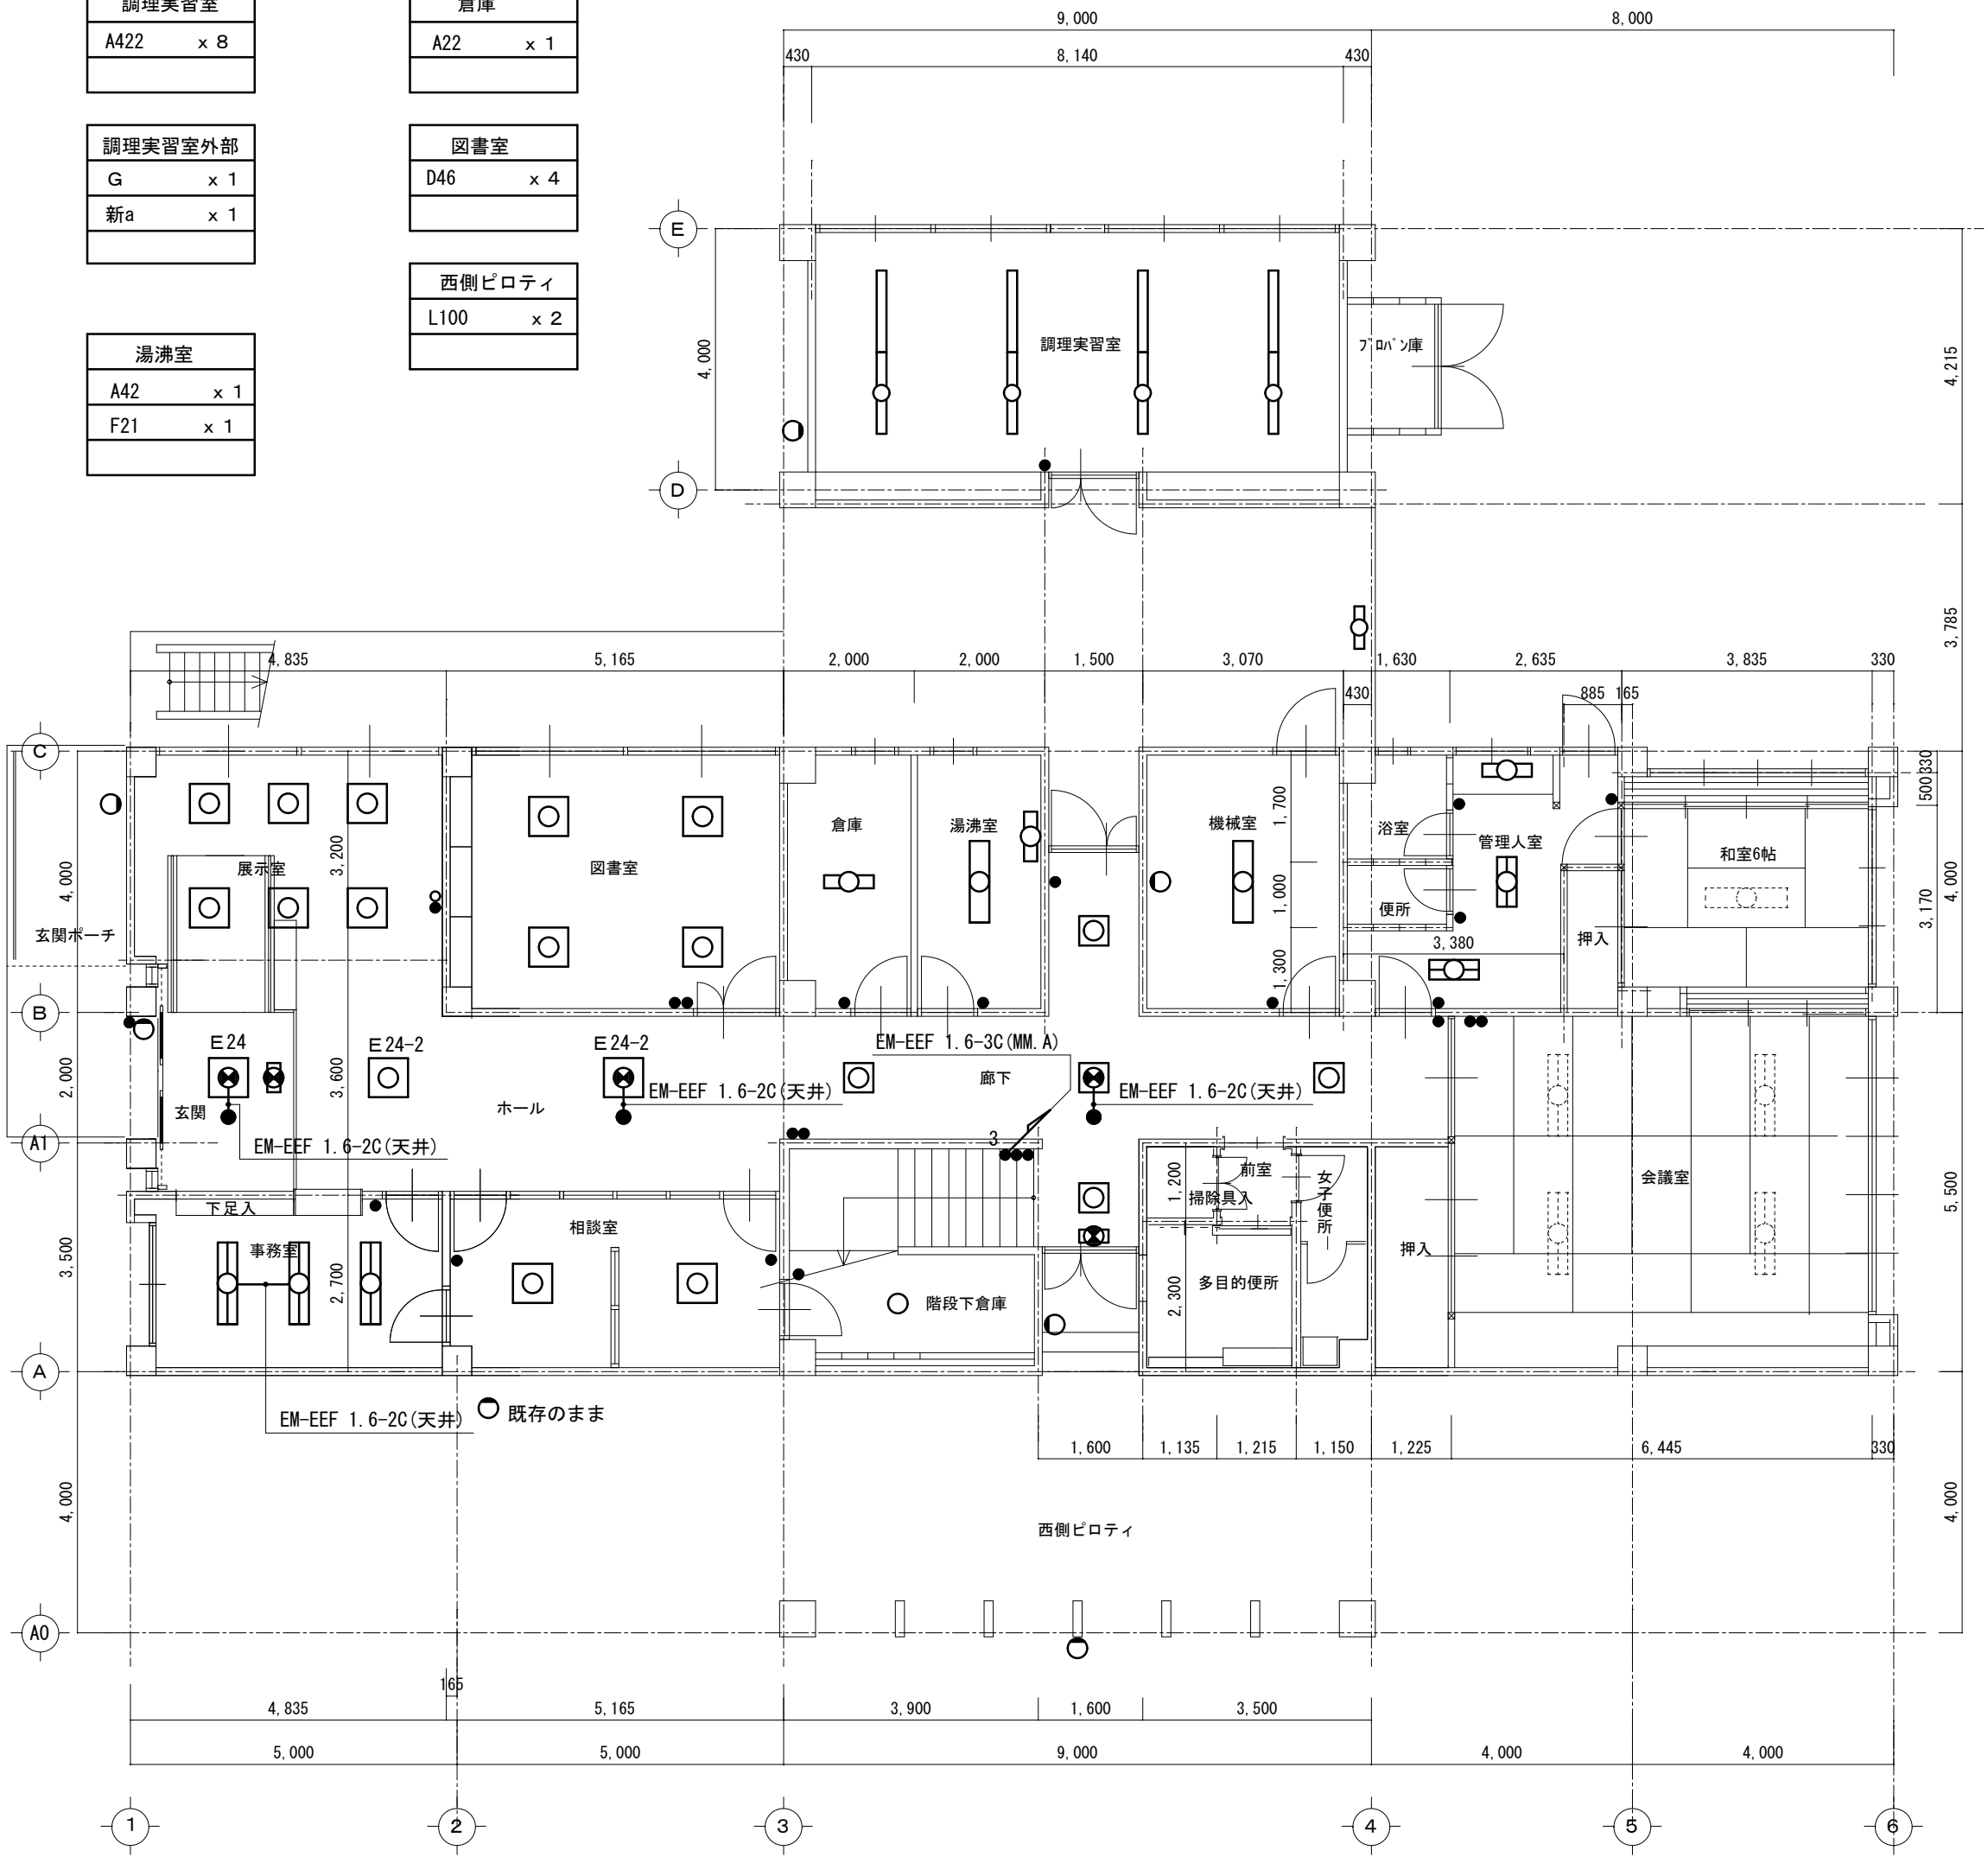 調理実習室
A422 x 8
倉庫
A22 x 1
調理実習室外部
G x 1
新a x 1
図書室
D46 x 4
西側ピロティ
L100 x 2
湯沸室
A42 x 1
F21 x 1
9,000 8,000
430 8,140 430
E
4,000
調理実習室
プロパン庫
4,215
D
3,785
4,835 5,165 2,000 2,000 1,500 3,070 1,630 2,635 3,835 330
430 885 165
C
330
500
4,000
3,170
4,000
玄関ポーチ
展示室
3,200
図書室
倉庫
湯沸室
機械室
1,700
1,000
1,300
浴室
便所
管理人室
3,380
押入
和室6帖
B
2,000
E24
E24-2
E24-2
EM-EEF 1.6-3C(MM.A)
玄関
3,600
ホール
EM-EEF 1.6-2C(天井)
廊下
EM-EEF 1.6-2C(天井)
A1
EM-EEF 1.6-2C(天井)
3
1,200
前室
掃除具入
女子便所
会議室
5,500
下足入
事務室
2,700
相談室
3,500
階段下倉庫
2,300
多目的便所
押入
A
EM-EEF 1.6-2C(天井)
既存のまま
1,600 1,135 1,215 1,150 1,225 6,445 330
4,000
4,000
西側ピロティ
A0
165
4,835 5,165 3,900 1,600 3,500
5,000 5,000 9,000 4,000 4,000
1 2 3 4 5 6